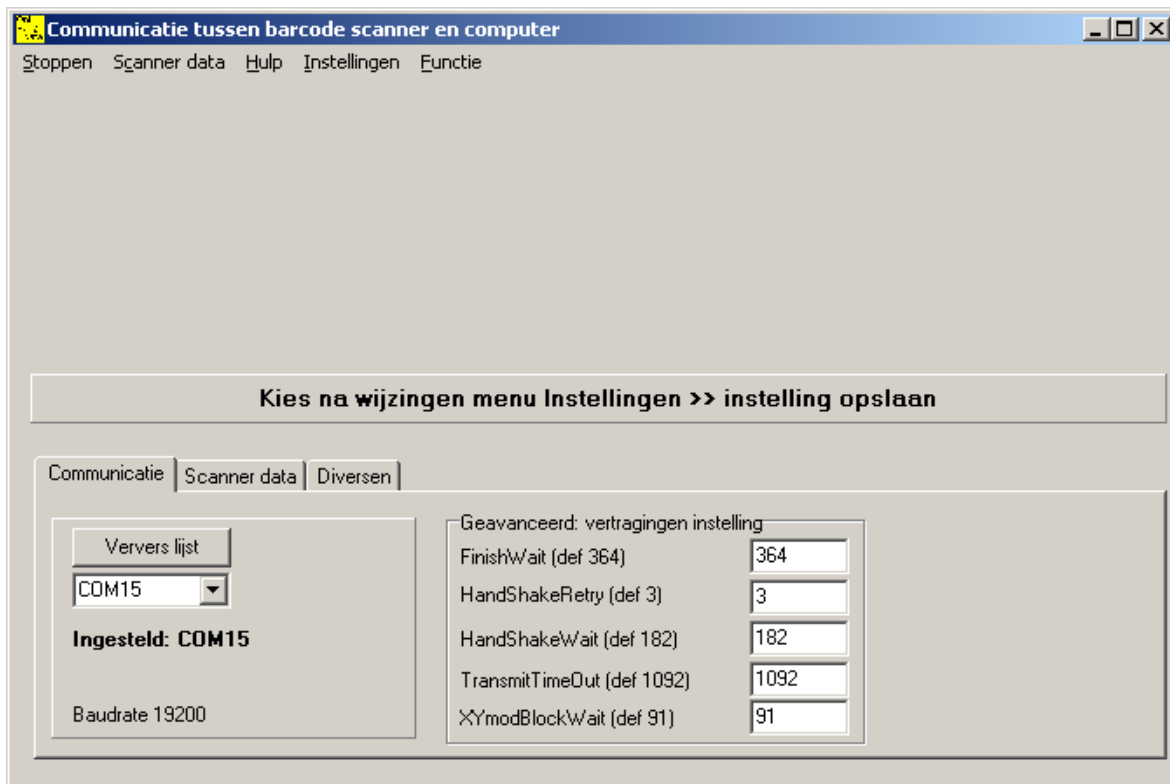 Communicatie tussen barcode scanner en computer
Stoppen Scanner data Hulp Instellingen Functie
Kies na wijzingen menu Instellingen >> instelling opslaan
Communicatie Scanner data Diversen
Ververs lijst
COM15
Ingesteld: COM15
Baudrate 19200
Geavanceerd: vertragingen instelling
FinishWait (def 364) 364
HandShakeRetry (def 3) 3
HandShakeWait (def 182) 182
TransmitTimeOut (def 1092) 1092
XYmodBlockWait (def 91) 91